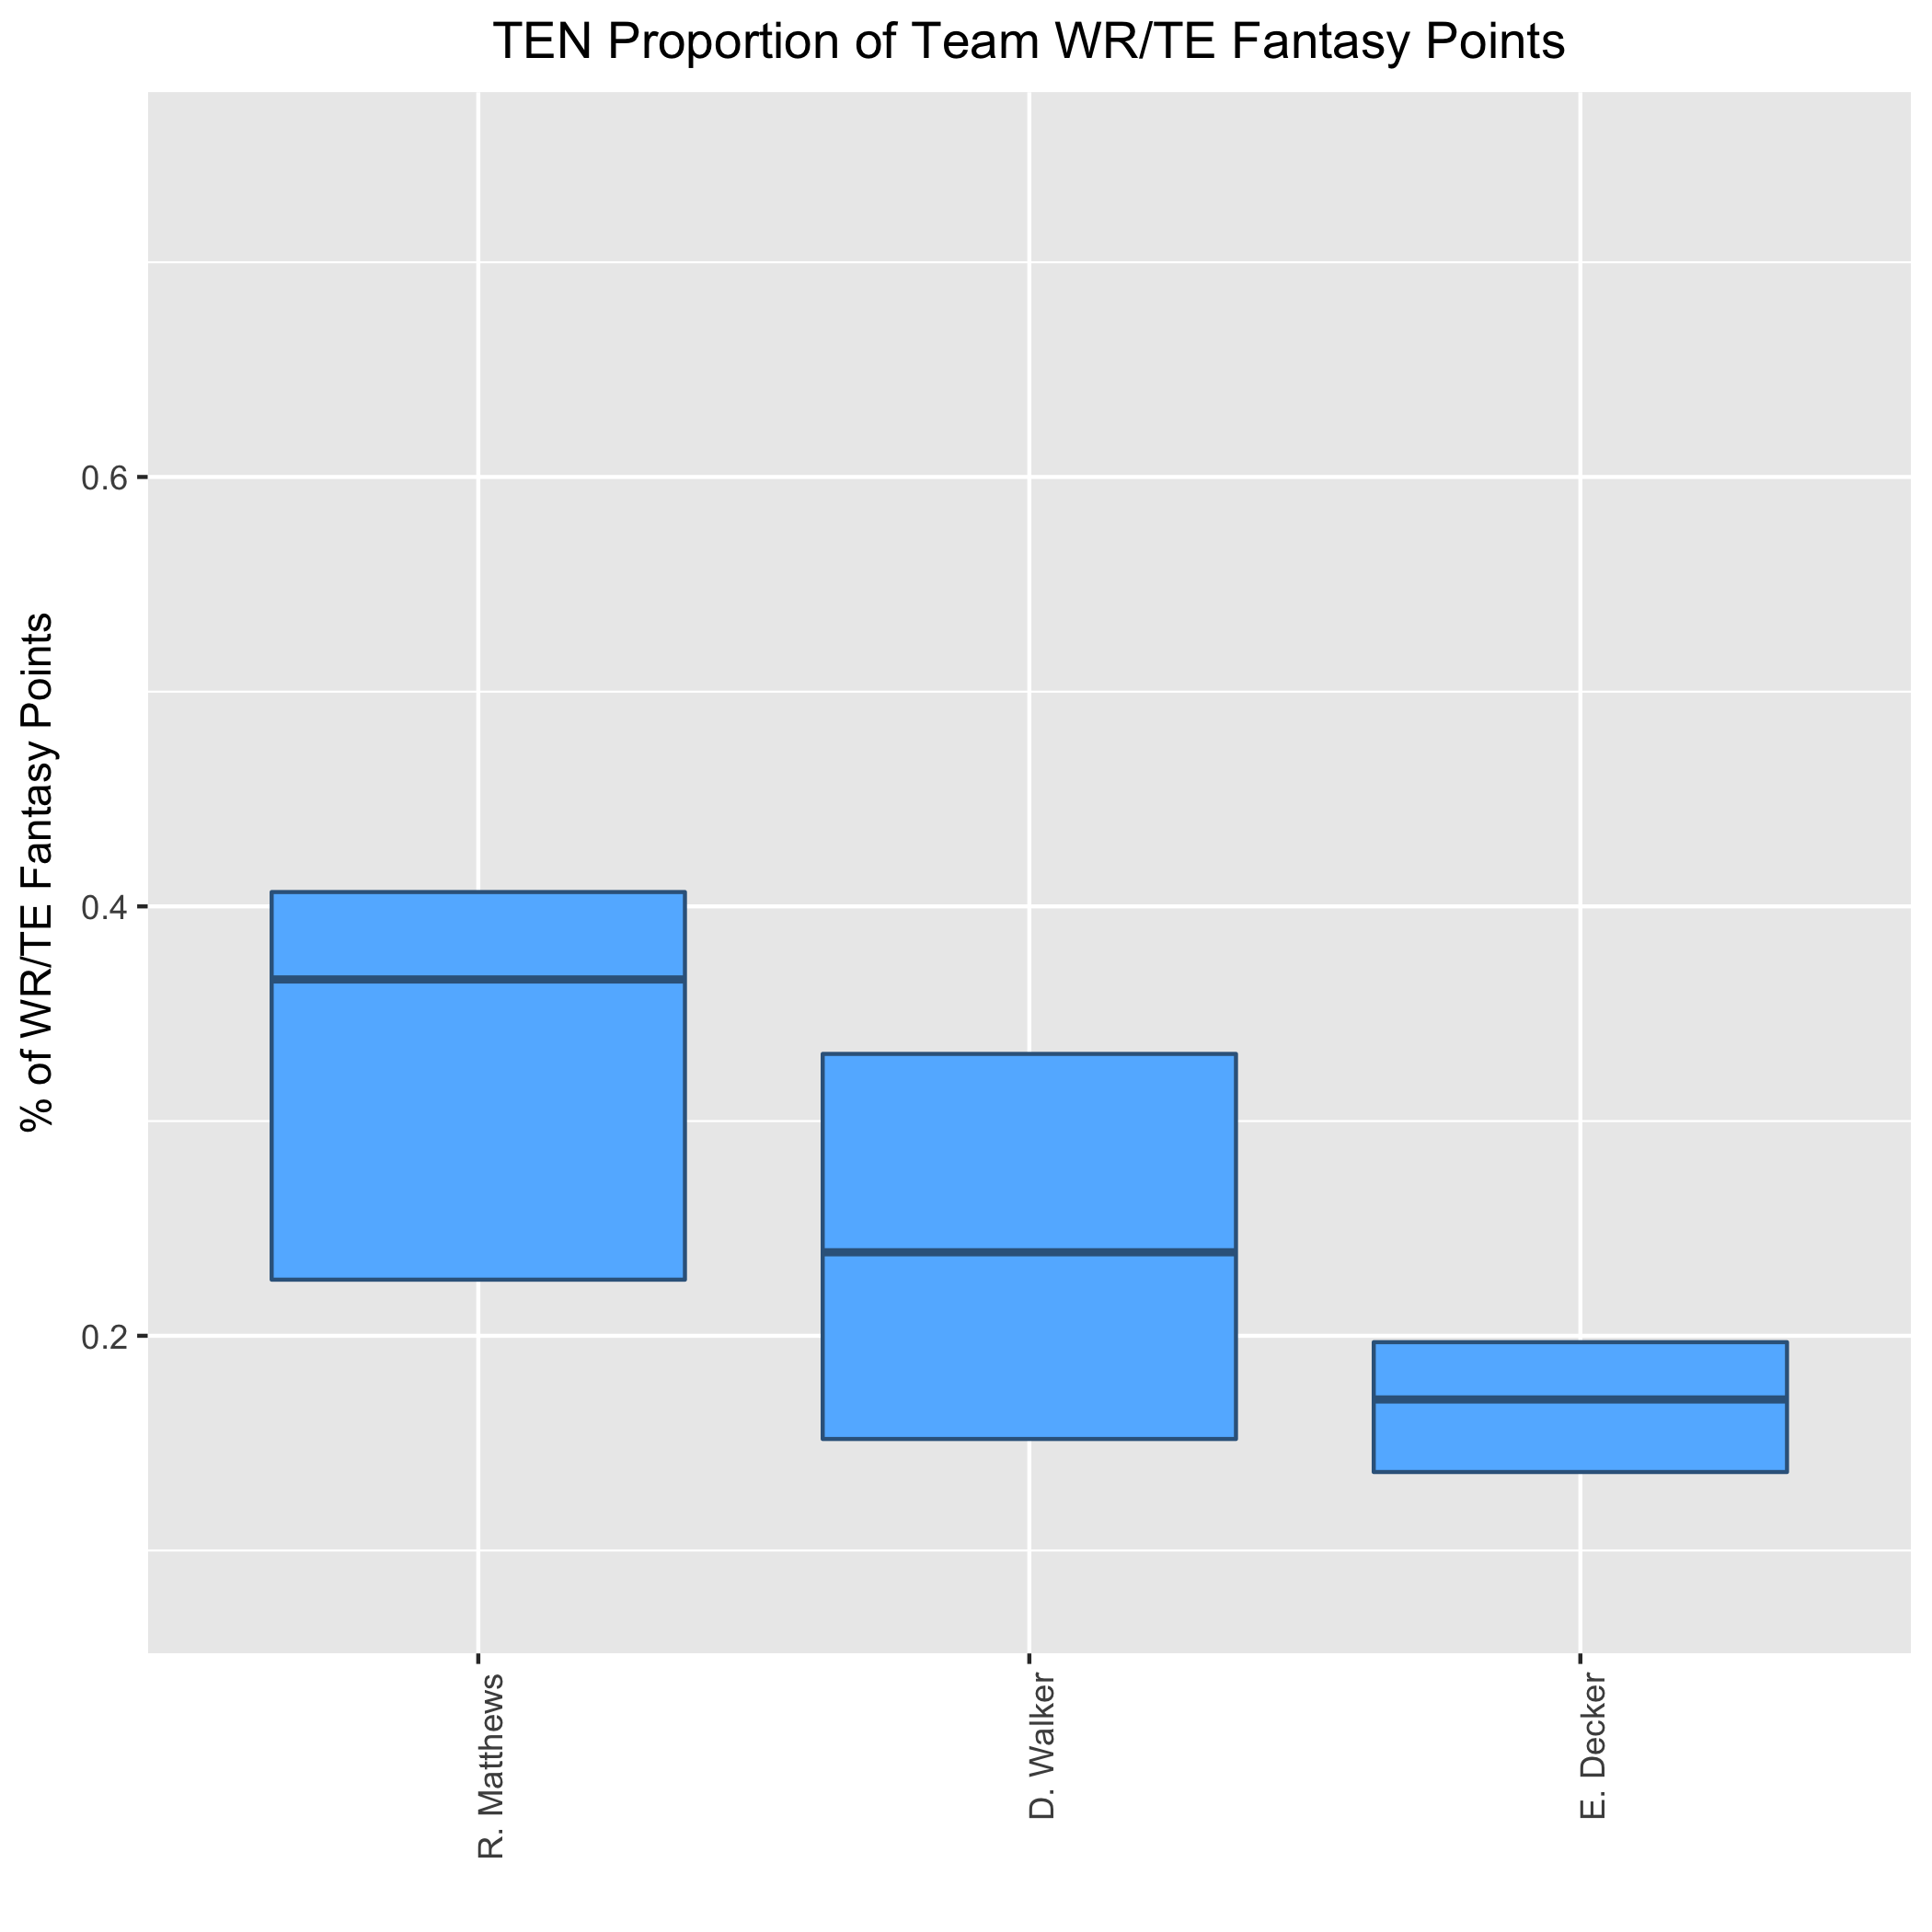 TEN Proportion of Team WR/TE Fantasy Points
% of WR/TE Fantasy Points
0.6
0.4
0.2
R. Matthews
D. Walker
E. Decker